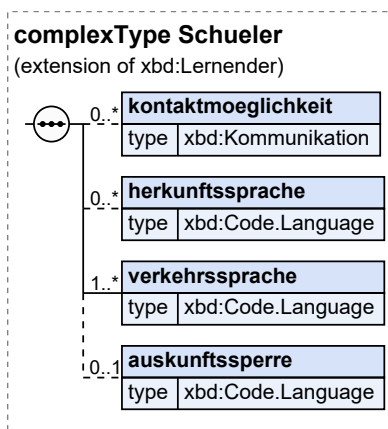 complexType Schueler
(extension of xbd:Lernender)
0..* kontaktmoeglichkeit
type xbd:Kommunikation
0..* herkunftssprache
type xbd:Code.Language
1..* verkehrssprache
type xbd:Code.Language
0..1 auskunftssperre
type xbd:Code.Language